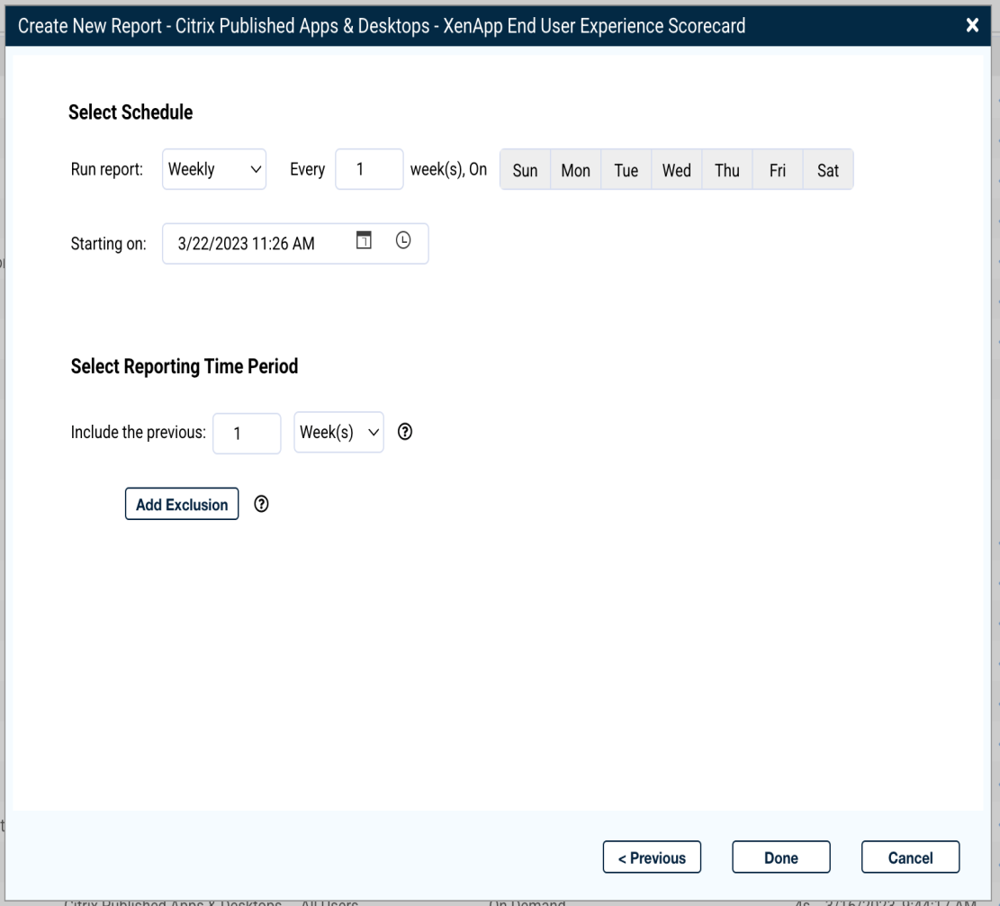 Create New Report - Citrix Published Apps & Desktops - XenApp End User Experience Scorecard
Select Schedule
Run report: Weekly Every 1 week(s), On Sun Mon Tue Wed Thu Fri Sat
Starting on: 3/22/2023 11:26 AM
Select Reporting Time Period
Include the previous: 1 Week(s)
Add Exclusion
< Previous Done Cancel
Citrix Published Apps & Desktops All Users On Demand 4s 3/16/2023, 9:44:17 AM